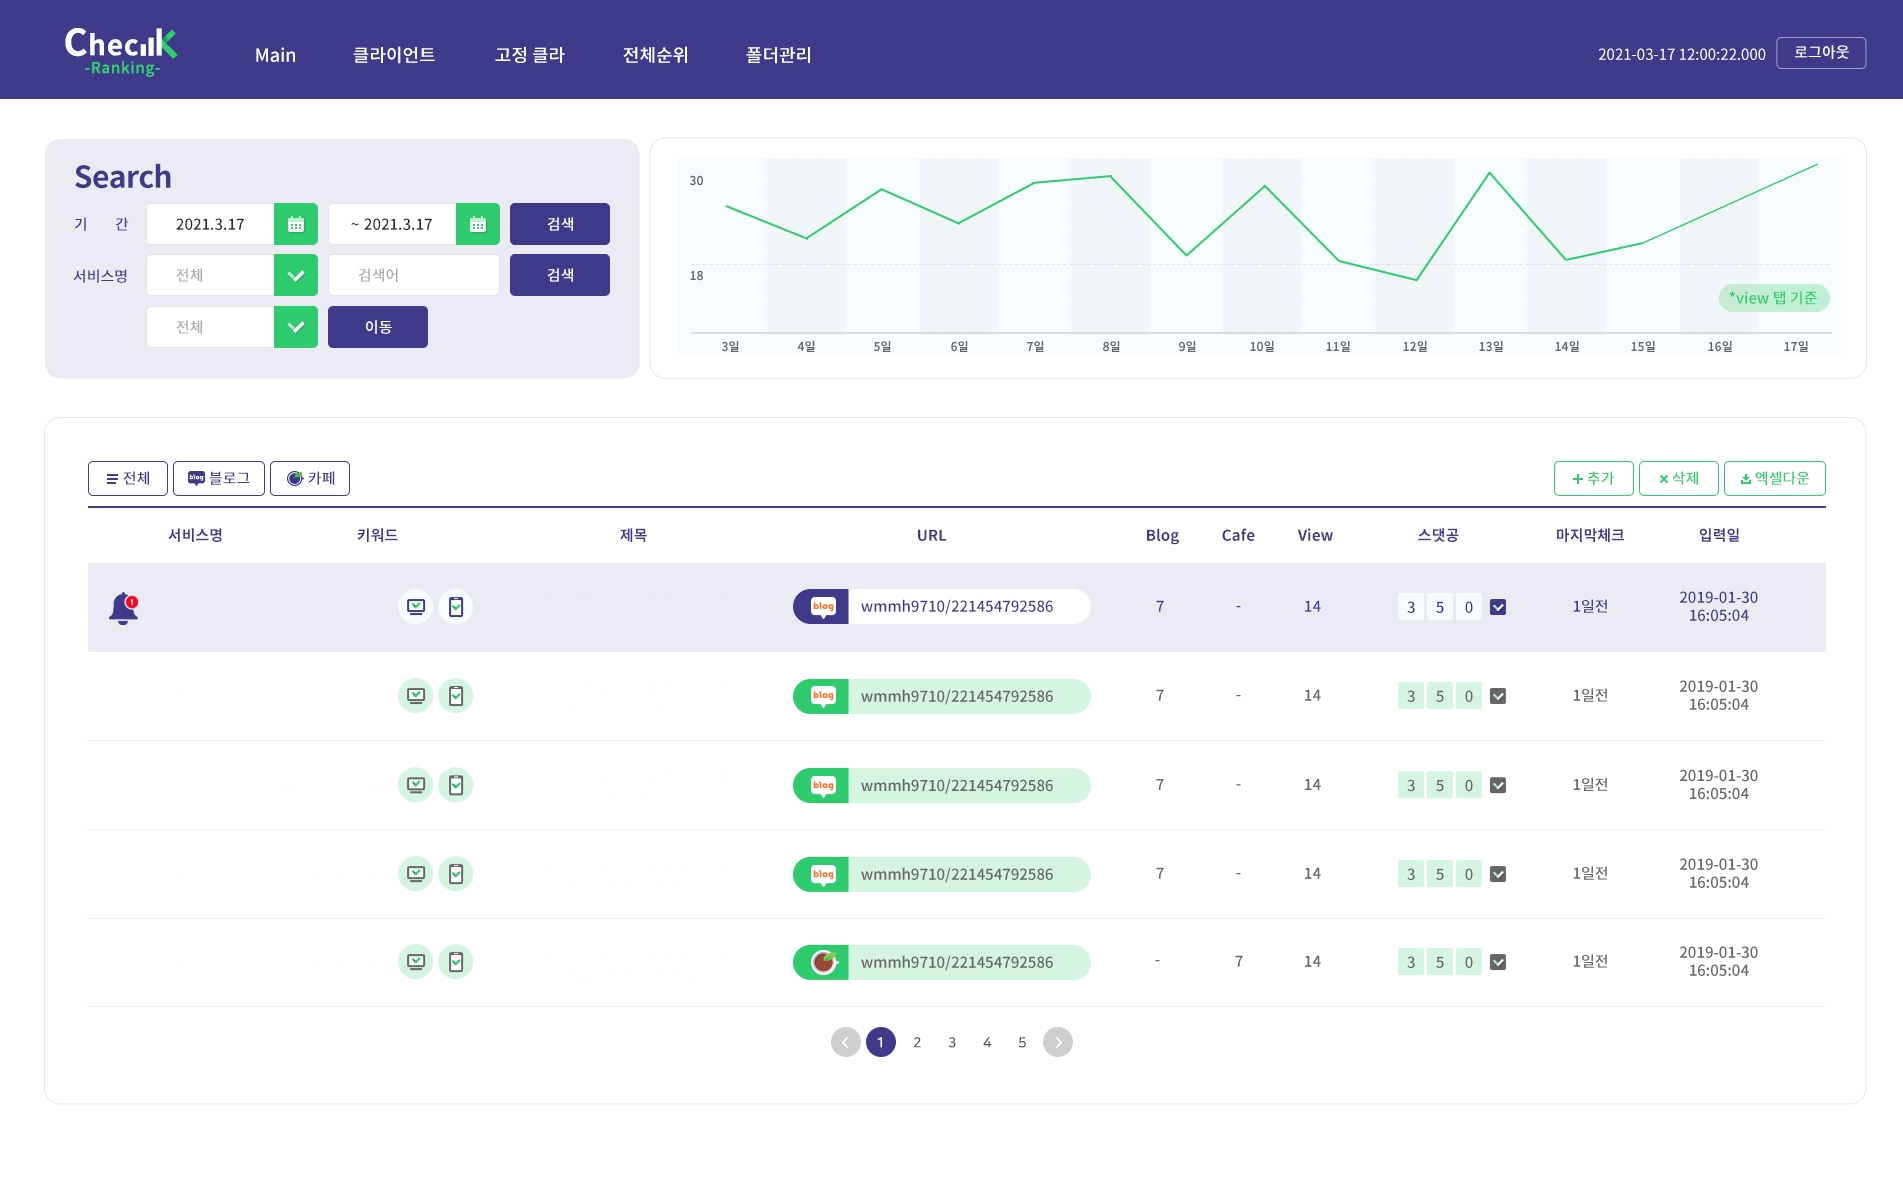 Check
-Ranking-
Main 클라이언트 고정 클라 전체순위 폴더관리
2021-03-17 12:00:22.000 로그아웃
Search
기 간 2021.3.17 ~ 2021.3.17 검색
서비스명 전체 검색어 검색
전체 이동
30
18
*view 탭 기준
3일 4일 5일 6일 7일 8일 9일 10일 11일 12일 13일 14일 15일 16일 17일
전체 blog 블로그 카페
추가 삭제 엑셀다운
서비스명 키워드 제목 URL Blog Cafe View 스댓공 마지막체크 입력일
1 blog wmmh9710/221454792586 7 - 14 3 5 0 1일전 2019-01-30
16:05:04
blog wmmh9710/221454792586 7 - 14 3 5 0 1일전 2019-01-30
16:05:04
blog wmmh9710/221454792586 7 - 14 3 5 0 1일전 2019-01-30
16:05:04
blog wmmh9710/221454792586 7 - 14 3 5 0 1일전 2019-01-30
16:05:04
wmmh9710/221454792586 - 7 14 3 5 0 1일전 2019-01-30
16:05:04
1 2 3 4 5